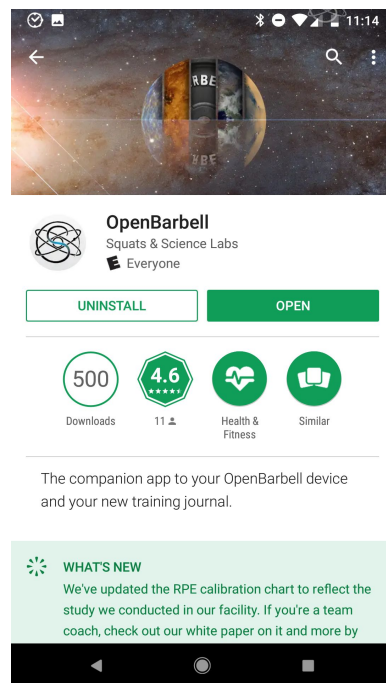 11:14
RBE
RBE
OpenBarbell
Squats & Science Labs
E Everyone
UNINSTALL
OPEN
500
4.6
Downloads
11
Health &
Fitness
Similar
The companion app to your OpenBarbell device
and your new training journal.
WHAT'S NEW
We've updated the RPE calibration chart to reflect the
study we conducted in our facility. If you're a team
coach, check out our white paper on it and more by